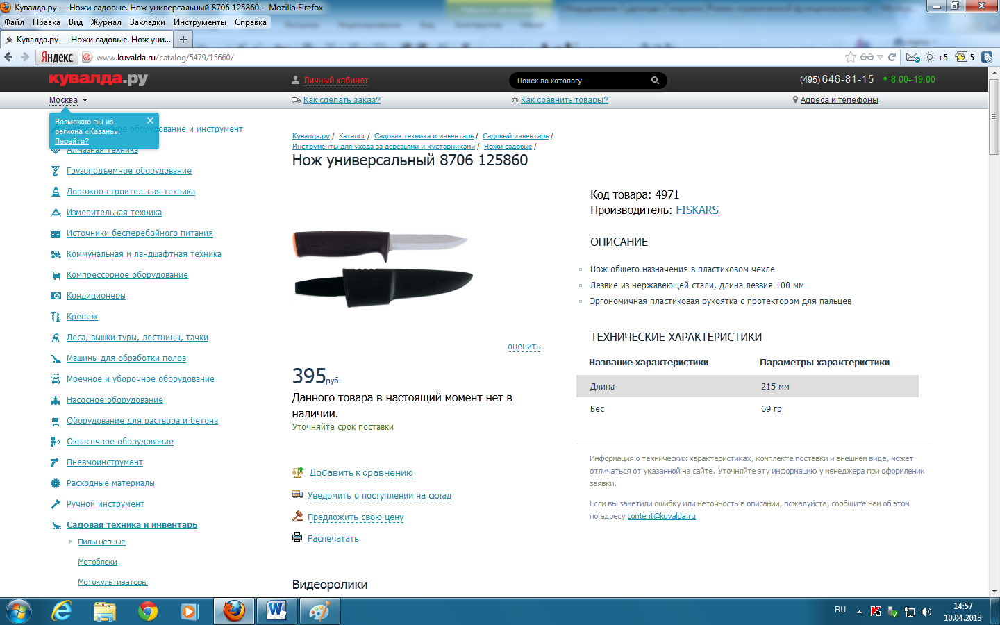 Кувалда.ру — Ножи садовые. Нож универсальный 8706 125860. - Mozilla Firefox
Файл Правка Вид Журнал Закладки Инструменты Справка
Кувалда.ру — Ножи садовые. Нож уни...
Яндекс www.kuvalda.ru/catalog/5479/15660/ +5 5
кувалда.ру Личный кабинет Поиск по каталогу (495) 646-81-15 8:00–19:00
Москва Как сделать заказ? Как сравнить товары? Адреса и телефоны
Возможно вы из
региона «Казань».
Перейти?
оборудование и инструмент
Алмазная техника
Грузоподъемное оборудование
Дорожно-строительная техника
Измерительная техника
Источники бесперебойного питания
Коммунальная и ландшафтная техника
Компрессорное оборудование
Кондиционеры
Крепеж
Леса, вышки-туры, лестницы, тачки
Машины для обработки полов
Моечное и уборочное оборудование
Насосное оборудование
Оборудование для раствора и бетона
Окрасочное оборудование
Пневмоинструмент
Расходные материалы
Ручной инструмент
Садовая техника и инвентарь
Пилы цепные
Мотоблоки
Мотокультиваторы
Кувалда.ру / Каталог / Садовая техника и инвентарь / Садовый инвентарь /
Инструменты для ухода за деревьями и кустарниками / Ножи садовые /
Нож универсальный 8706 125860
оценить
395руб.
Данного товара в настоящий момент нет в
наличии.
Уточняйте срок поставки
Добавить к сравнению
Уведомить о поступлении на склад
Предложить свою цену
Распечатать
Видеоролики
Код товара: 4971
Производитель: FISKARS
ОПИСАНИЕ
Нож общего назначения в пластиковом чехле
Лезвие из нержавеющей стали, длина лезвия 100 мм
Эргономичная пластиковая рукоятка с протектором для пальцев
ТЕХНИЧЕСКИЕ ХАРАКТЕРИСТИКИ
Название характеристики Параметры характеристики
Длина 215 мм
Вес 69 гр
Информация о технических характеристиках, комплекте поставки и внешнем виде, может
отличаться от указанной на сайте. Уточняйте эту информацию у менеджера при оформлении
заявки.
Если вы заметили ошибку или неточность в описании, пожалуйста, сообщите нам об этом
по адресу content@kuvalda.ru
RU 14:57
10.04.2013